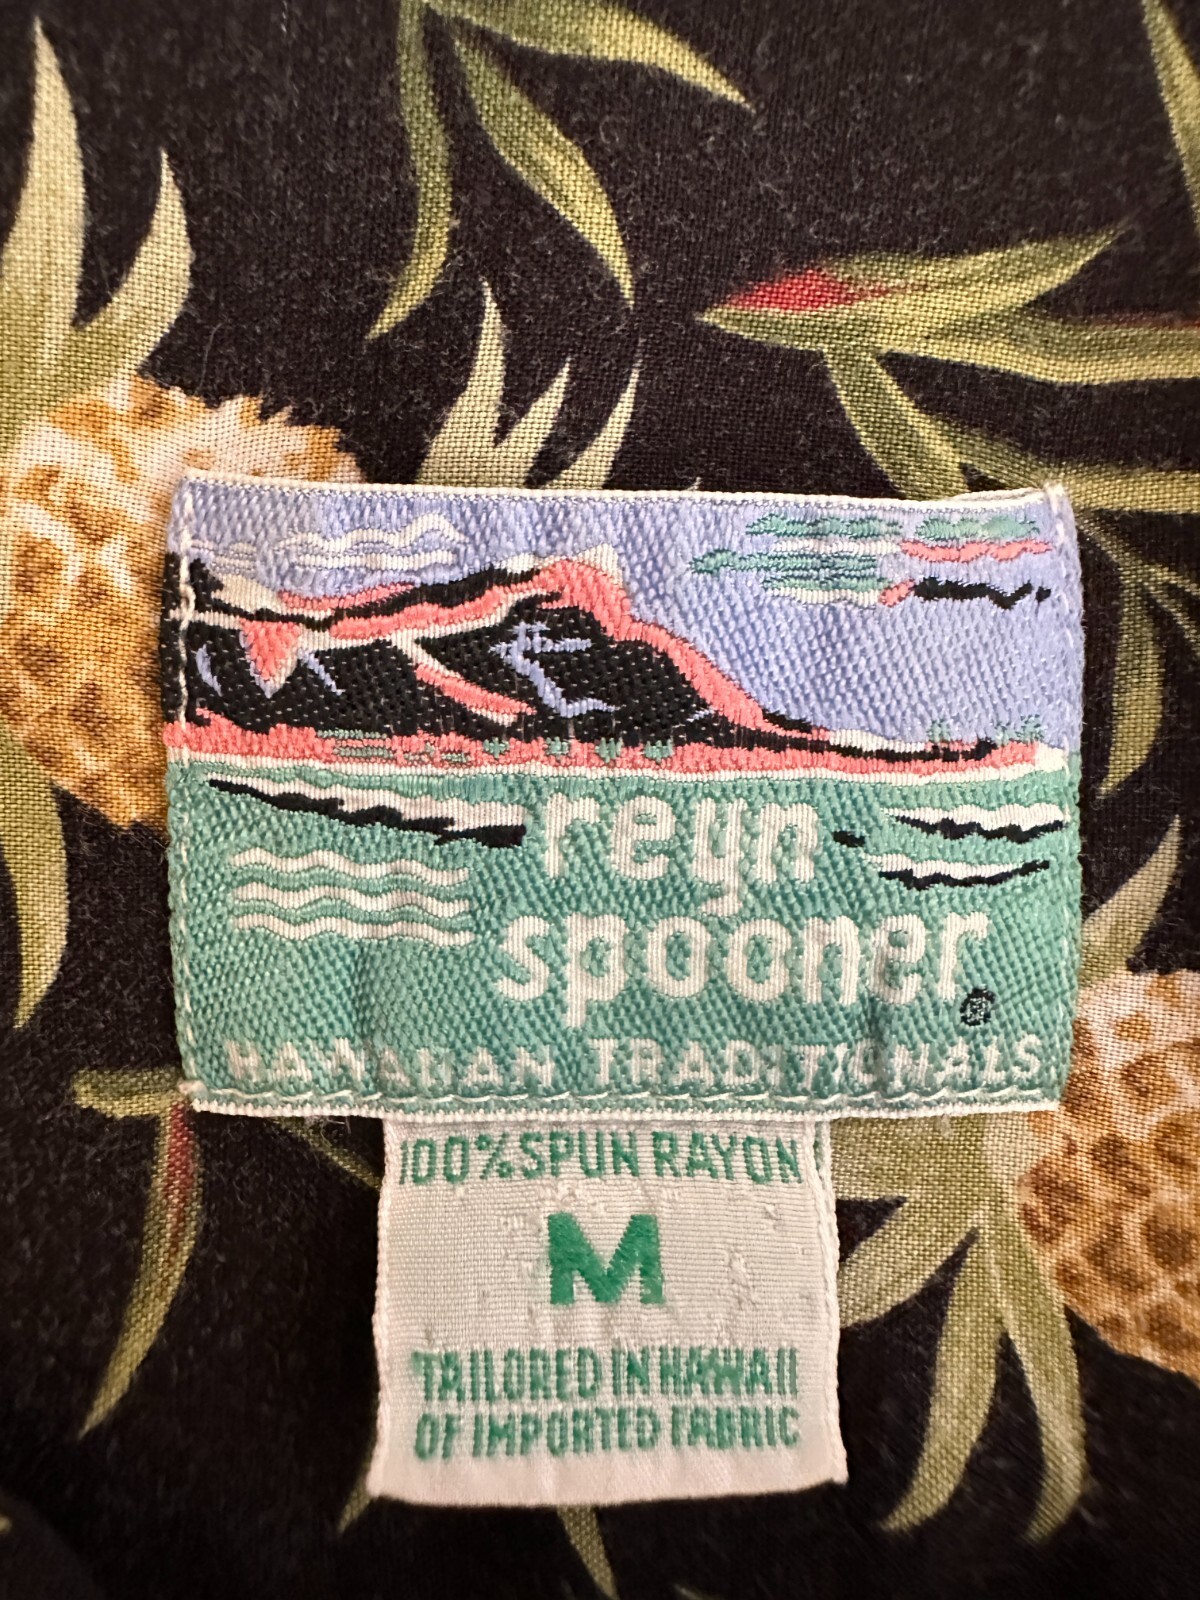 reyn
spooner
HAWAIIAN TRADITIONALS
100% SPUN RAYON
M
TAILORED IN HAWAII
OF IMPORTED FABRIC